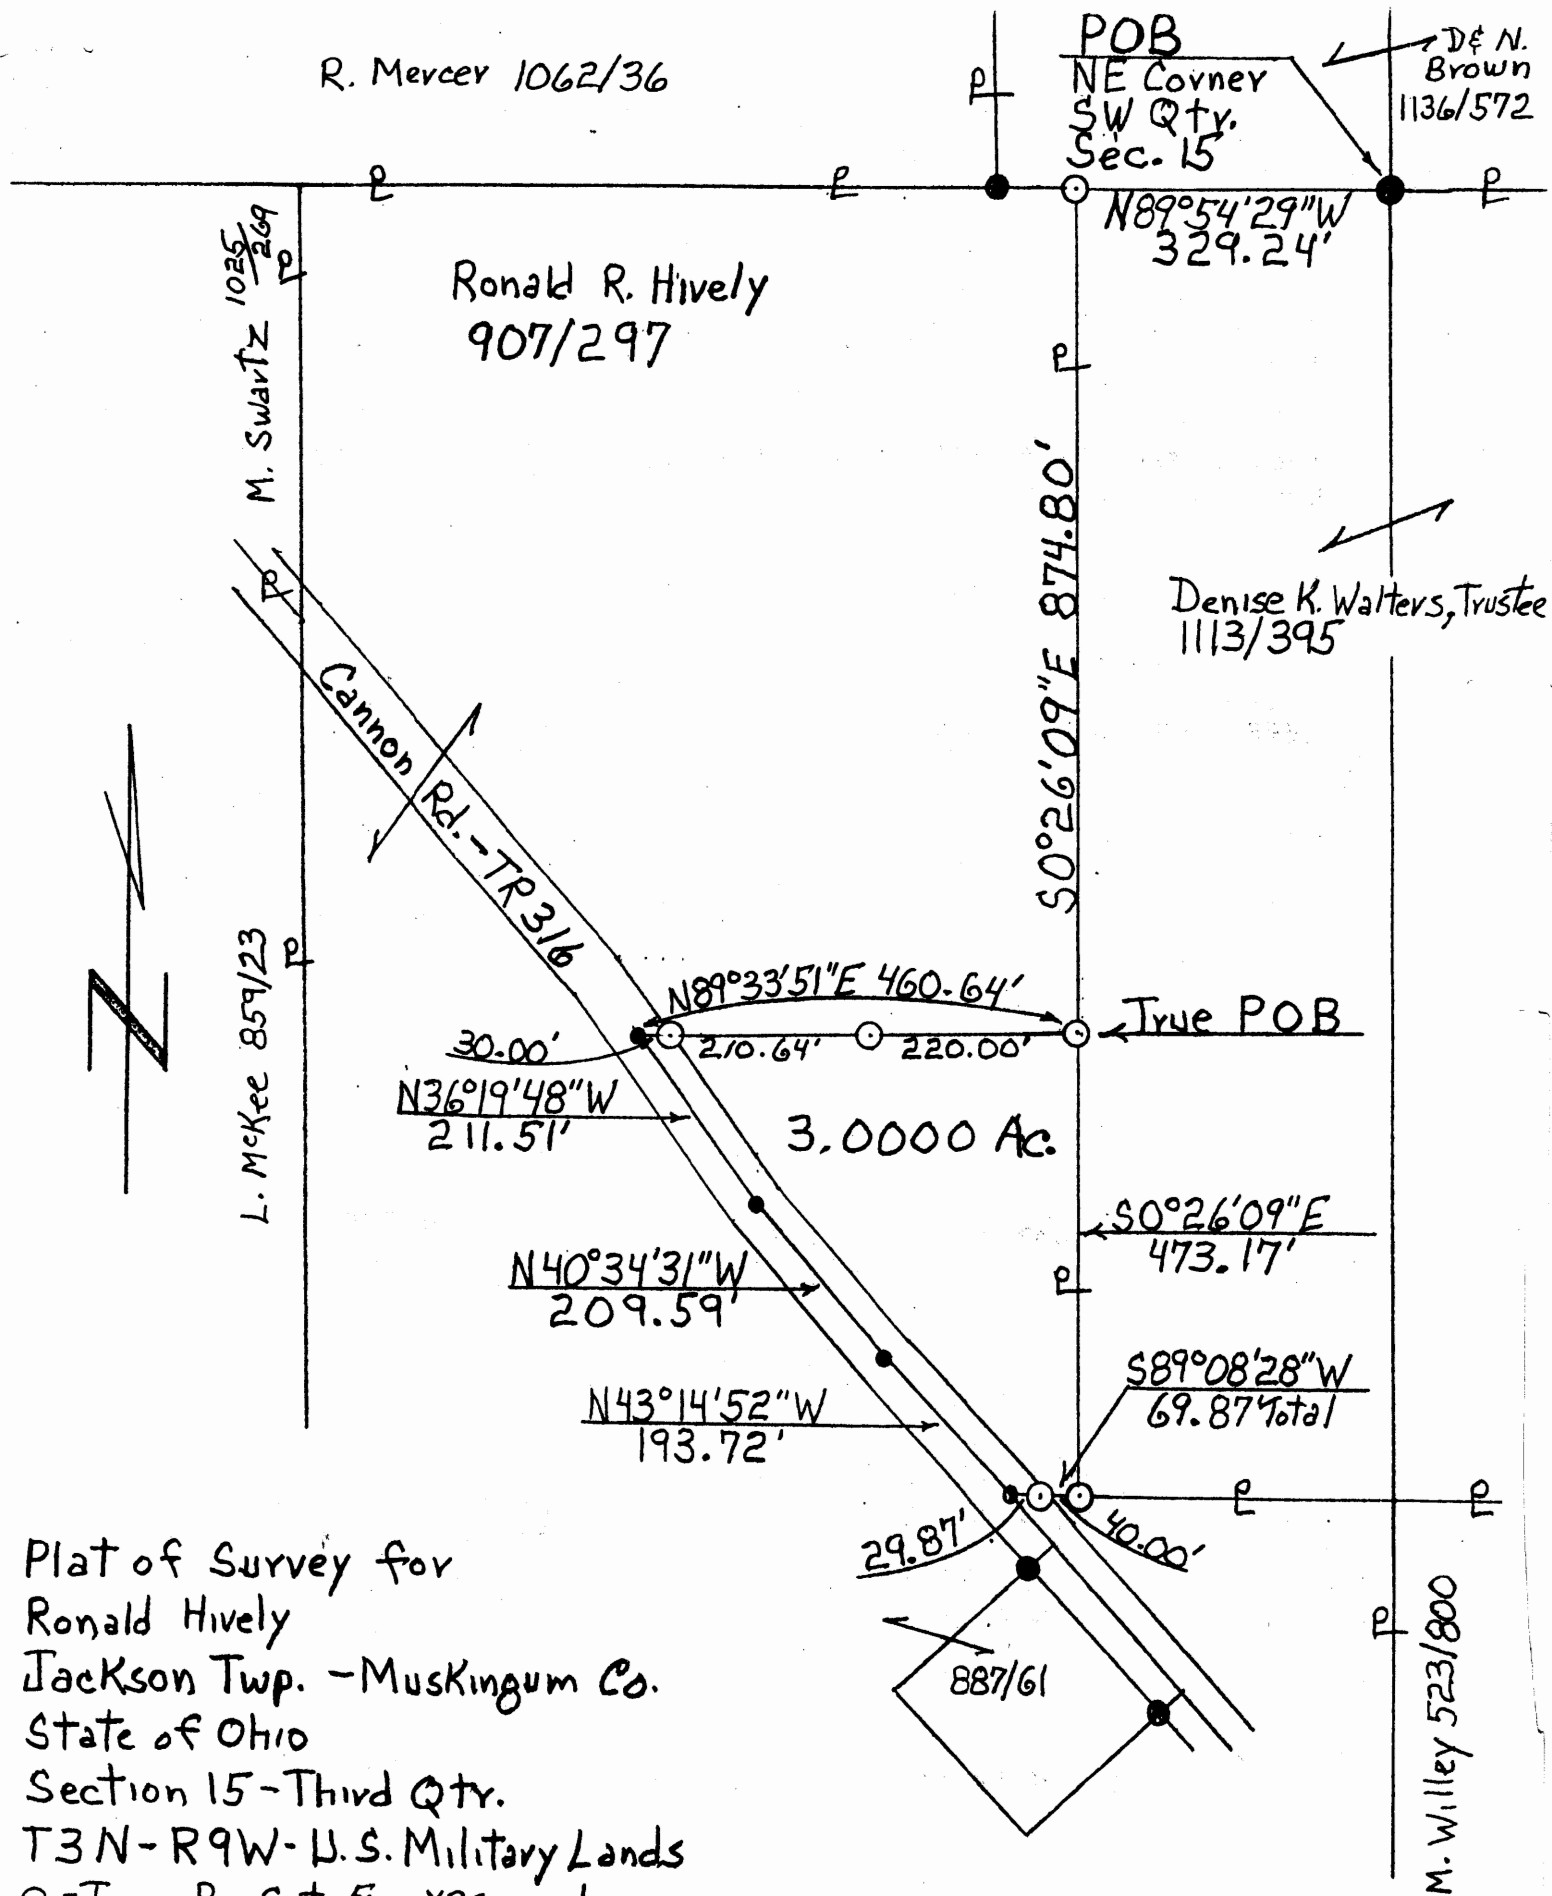 R. Mercer 1062/36
POB
NE Corner
SW Qtr.
Sec. 15
D & N.
Brown
1136/572
N89°54'29"W
329.24'
M. Swartz 1025/269
Ronald R. Hively
907/297
S0°26'09"E 874.80'
Denise K. Walters, Trustee
1113/395
Cannon Rd. - TR 316
N
L. McKee 859/23
N89°33'51"E 460.64'
True POB
30.00'
210.64'
220.00'
N36°19'48"W
211.51'
3.0000 Ac.
S0°26'09"E
473.17'
N40°34'31"W
209.59'
S89°08'28"W
69.87' Total
N43°14'52"W
193.72'
29.87'
40.00'
887/61
M. Willey 523/800
Plat of Survey for
Ronald Hively
Jackson Twp. - Muskingum Co.
State of Ohio
Section 15 - Third Qtr.
T3N - R9W - U.S. Military Lands